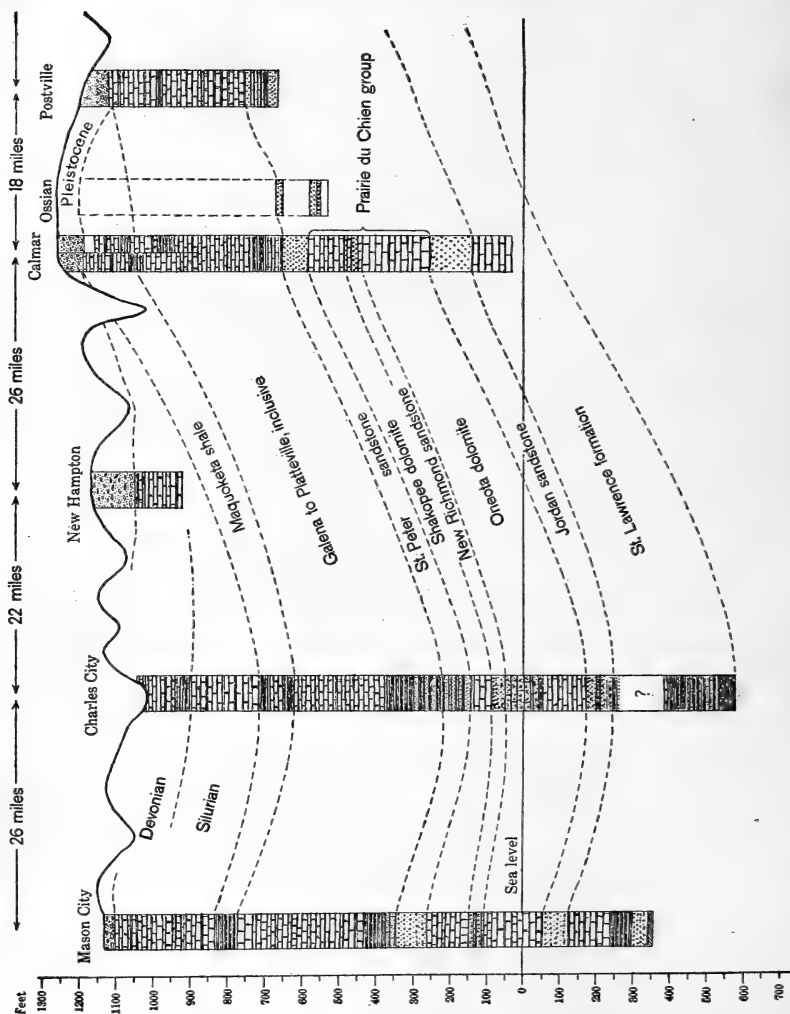 26 miles
22 miles
26 miles
18 miles
Mason City
Charles City
New Hampton
Calmar
Ossian
Postville
Pleistocene
Devonian
Silurian
Maquoketa shale
Galena to Platteville, inclusive
St. Peter sandstone
Shakopee dolomite
New Richmond sandstone
Oneota dolomite
Prairie du Chien group
Jordan sandstone
St. Lawrence formation
?
Sea level
Feet
1300
1200
1100
1000
900
800
700
600
500
400
300
200
100
0
100
200
300
400
500
600
700